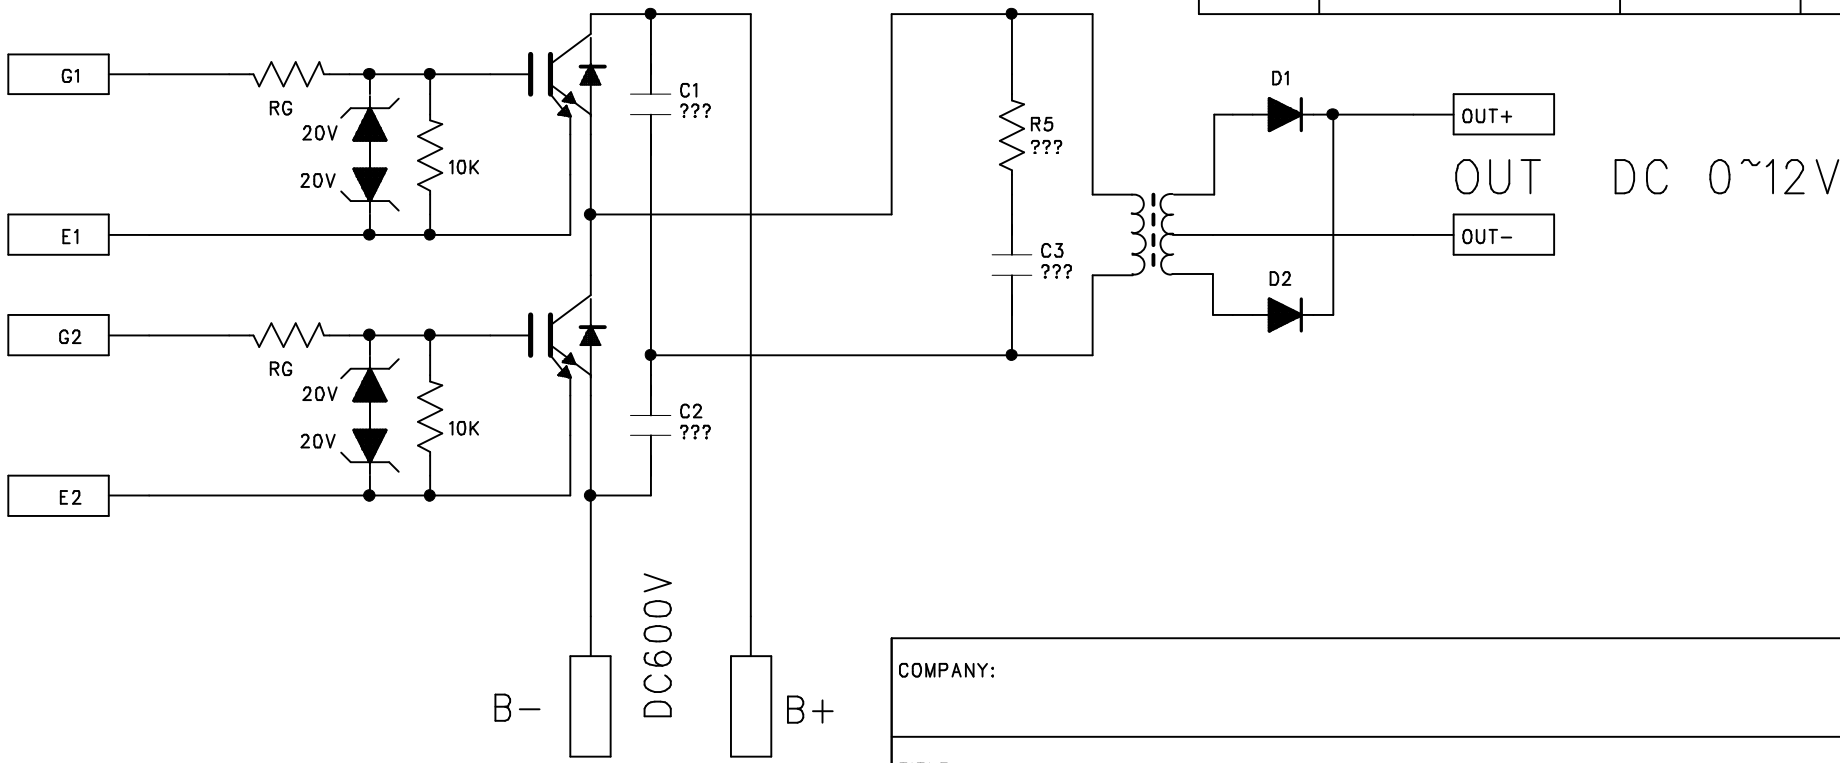 G1
RG
20V
20V
10K
E1
G2
RG
20V
20V
10K
E2
C1
???
C2
???
R5
???
C3
???
D1
D2
OUT+
OUT DC 0~12V
OUT-
B-
DC600V
B+
COMPANY: